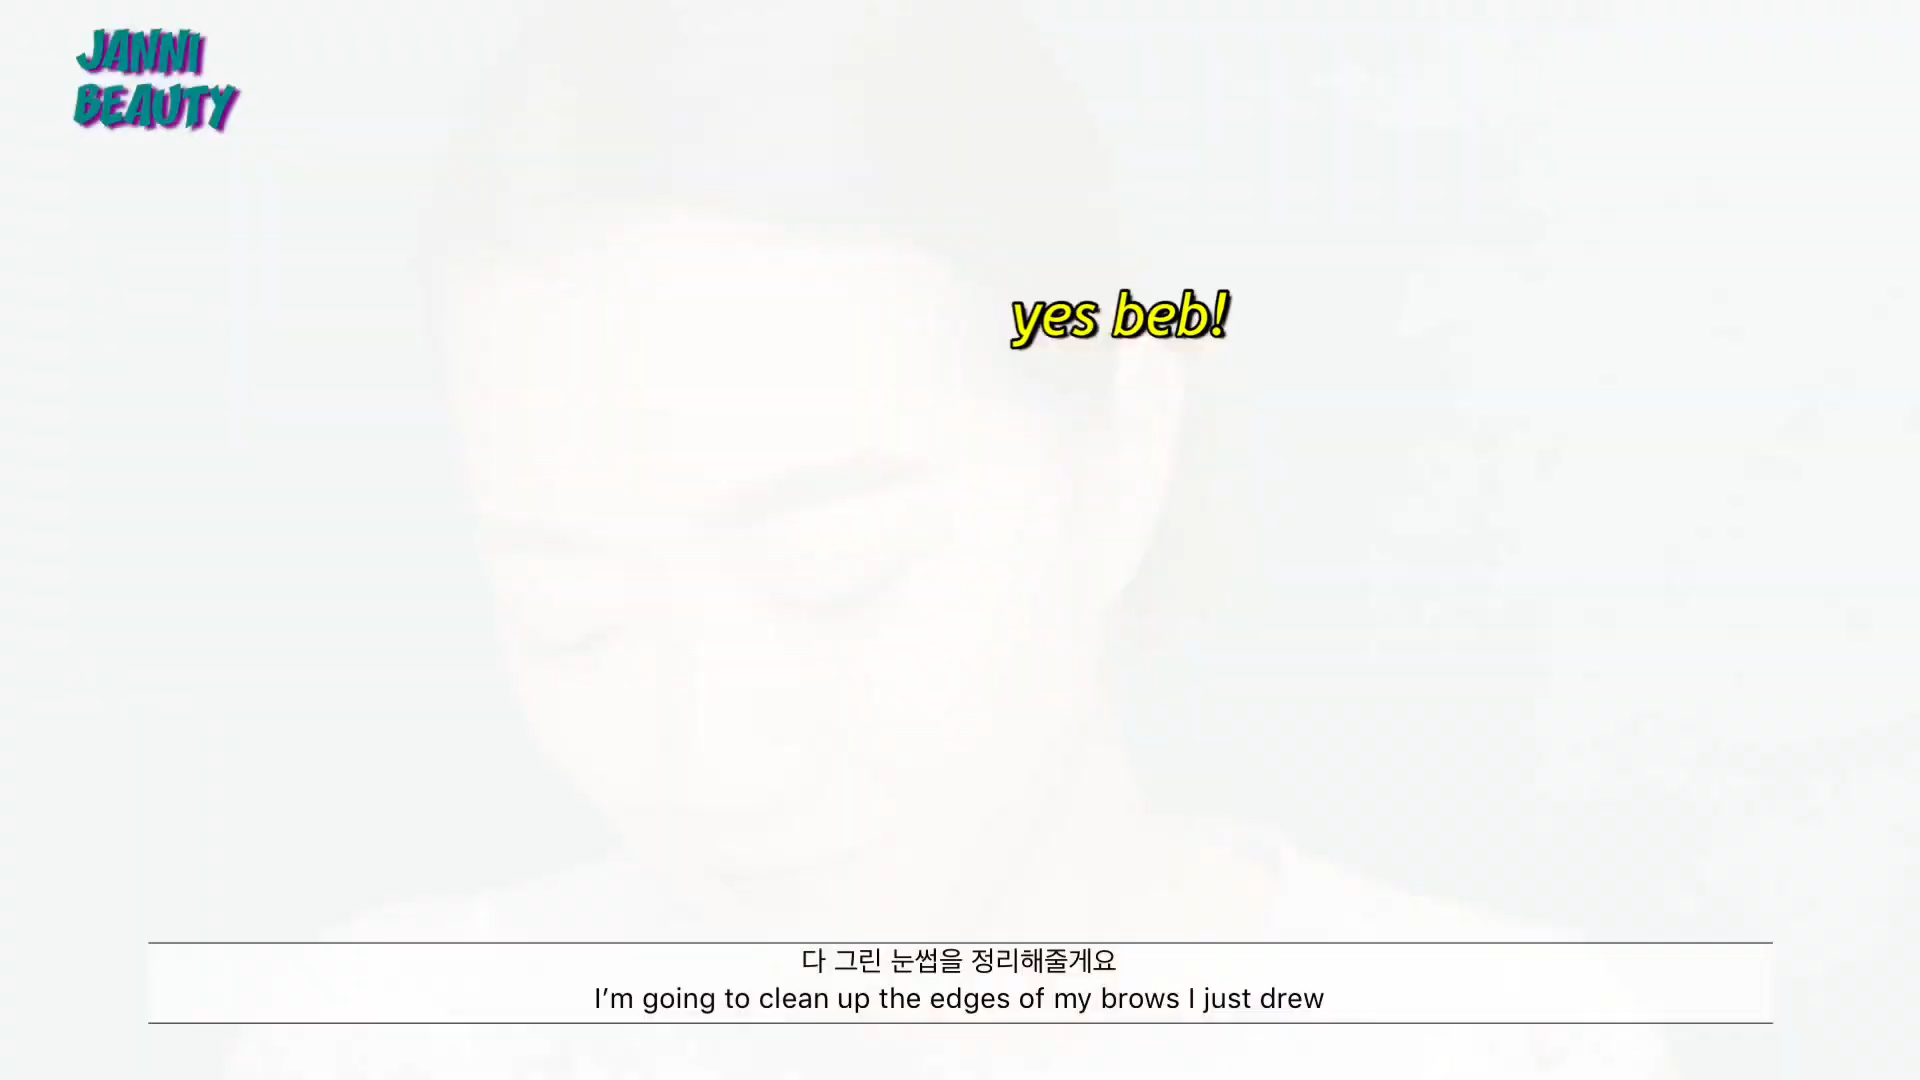 JANNI
BEAUTY
yes beb!
다 그린 눈썹을 정리해줄게요
I’m going to clean up the edges of my brows I just drew